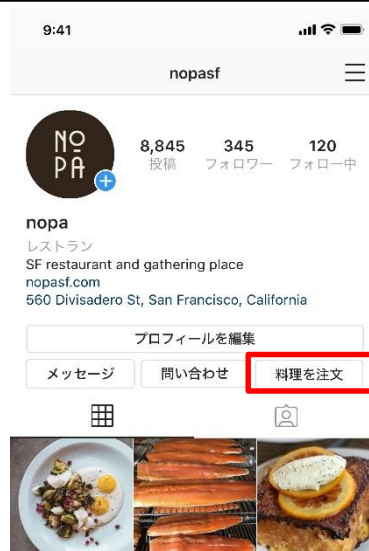 9:41
nopasf
NO
PA
8,845 345 120
投稿 フォロワー フォロー中
nopa
レストラン
SF restaurant and gathering place
nopasf.com
560 Divisadero St, San Francisco, California
プロフィールを編集
メッセージ 問い合わせ 料理を注文